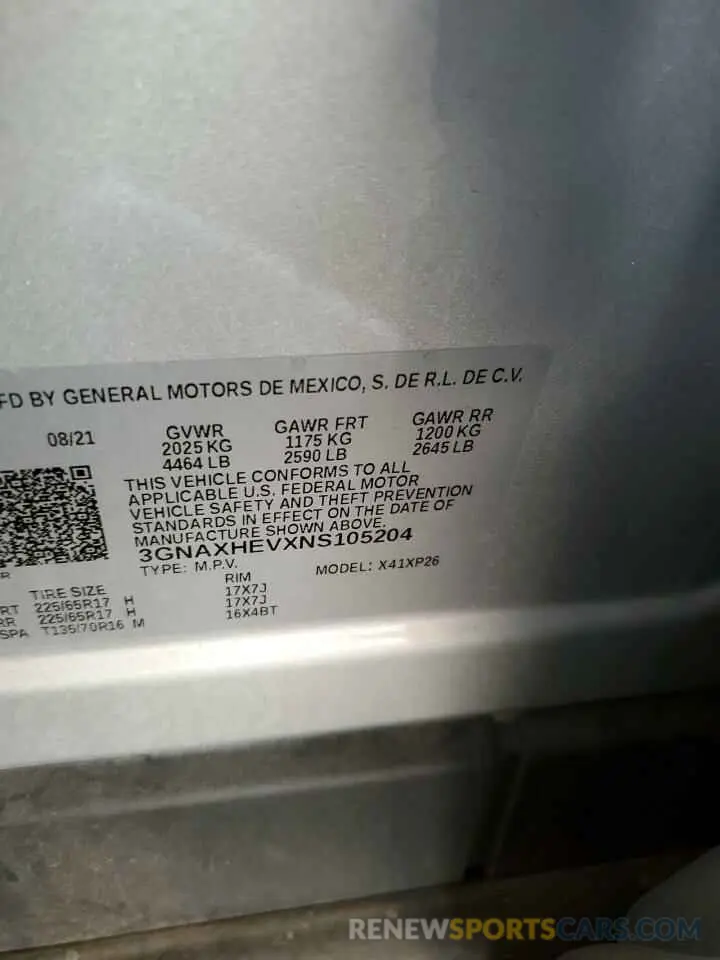 FD BY GENERAL MOTORS DE MEXICO, S. DE R.L. DE C.V.
08/21
GVWR
2025 KG
4464 LB
GAWR FRT
1175 KG
2590 LB
GAWR RR
1200 KG
2645 LB
THIS VEHICLE CONFORMS TO ALL
APPLICABLE U.S. FEDERAL MOTOR
VEHICLE SAFETY AND THEFT PREVENTION
STANDARDS IN EFFECT ON THE DATE OF
MANUFACTURE SHOWN ABOVE.
3GNAXHEVXNS105204
TYPE: M.P.V. MODEL: X41XP26
TIRE SIZE RIM
FRT 225/65R17 H 17X7J
RR 225/65R17 H 17X7J
SPA T135/70R16 M 16X4BT
RENEWSPORTSCARS.COM